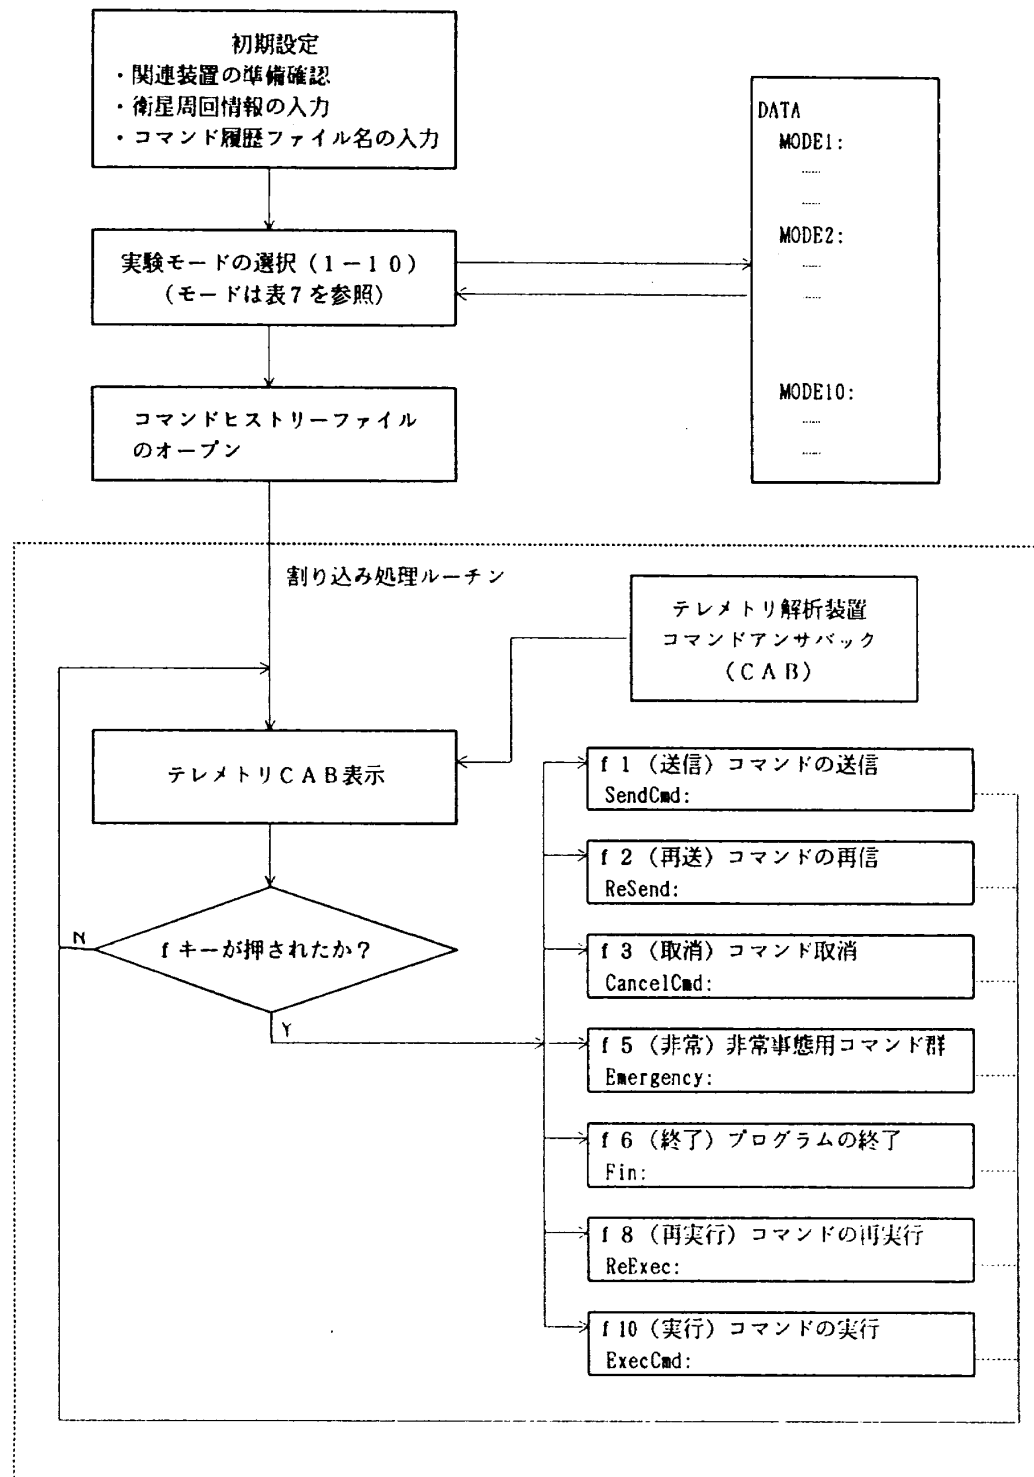 初期設定
・関連装置の準備確認
・衛星周回情報の入力
・コマンド履歴ファイル名の入力
実験モードの選択(1-10)
(モードは表7を参照)
コマンドヒストリーファイル
のオープン
DATA
MODE1:
......
......
MODE2:
......
......
MODE10:
......
......
割り込み処理ルーチン
テレメトリ解析装置
コマンドアンサバック
(CAB)
テレメトリCAB表示
fキーが押されたか?
N
Y
f1(送信)コマンドの送信
SendCmd:
f2(再送)コマンドの再信
ReSend:
f3(取消)コマンド取消
CancelCmd:
f5(非常)非常事態用コマンド群
Emergency:
f6(終了)プログラムの終了
Fin:
f8(再実行)コマンドの再実行
ReExec:
f10(実行)コマンドの実行
ExecCmd: